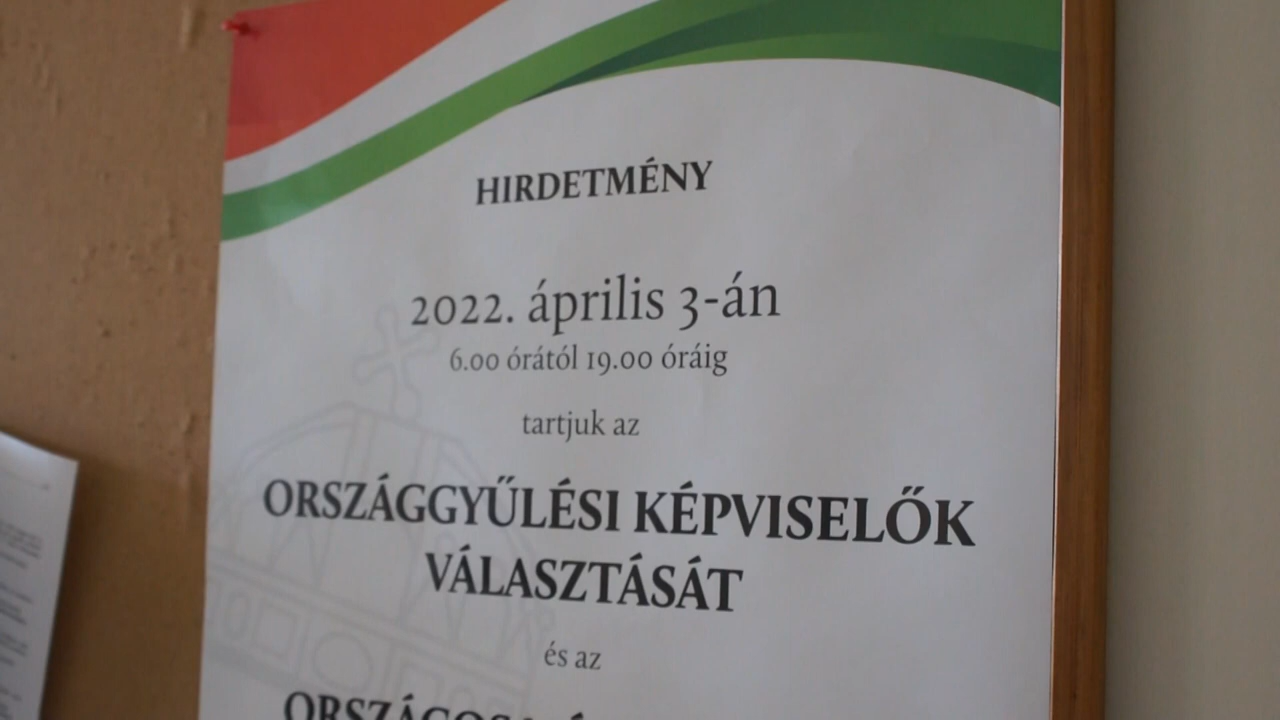 HIRDETMÉNY
2022. április 3-án
6.00 órától 19.00 óráig
tartjuk az
ORSZÁGGYŰLÉSI KÉPVISELŐK
VÁLASZTÁSÁT
és az